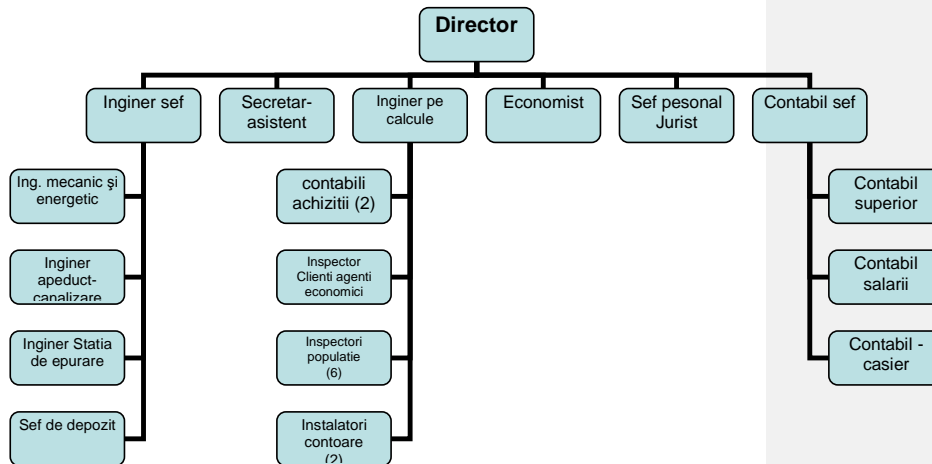 Director
Inginer sef
Secretar-
asistent
Inginer pe
calcule
Economist
Sef pesonal
Jurist
Contabil sef
Ing. mecanic şi
energetic
Inginer
apeduct-
canalizare
Inginer Statia
de epurare
Sef de depozit
contabili
achizitii (2)
Inspector
Clienti agenti
economici
Inspectori
populatie
(6)
Instalatori
contoare
(2)
Contabil
superior
Contabil
salarii
Contabil -
casier